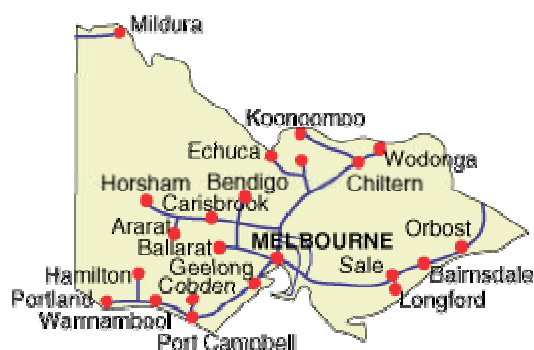 Mildura
Koonoomoo
Echuca
Wodonga
Horsham
Bendigo
Chiltern
Carisbrook
Ararat
Orbost
Ballarat
MELBOURNE
Geelong
Sale
Hamilton
Cobden
Bairnsdale
Portland
Longford
Warrnambool
Port Campbell